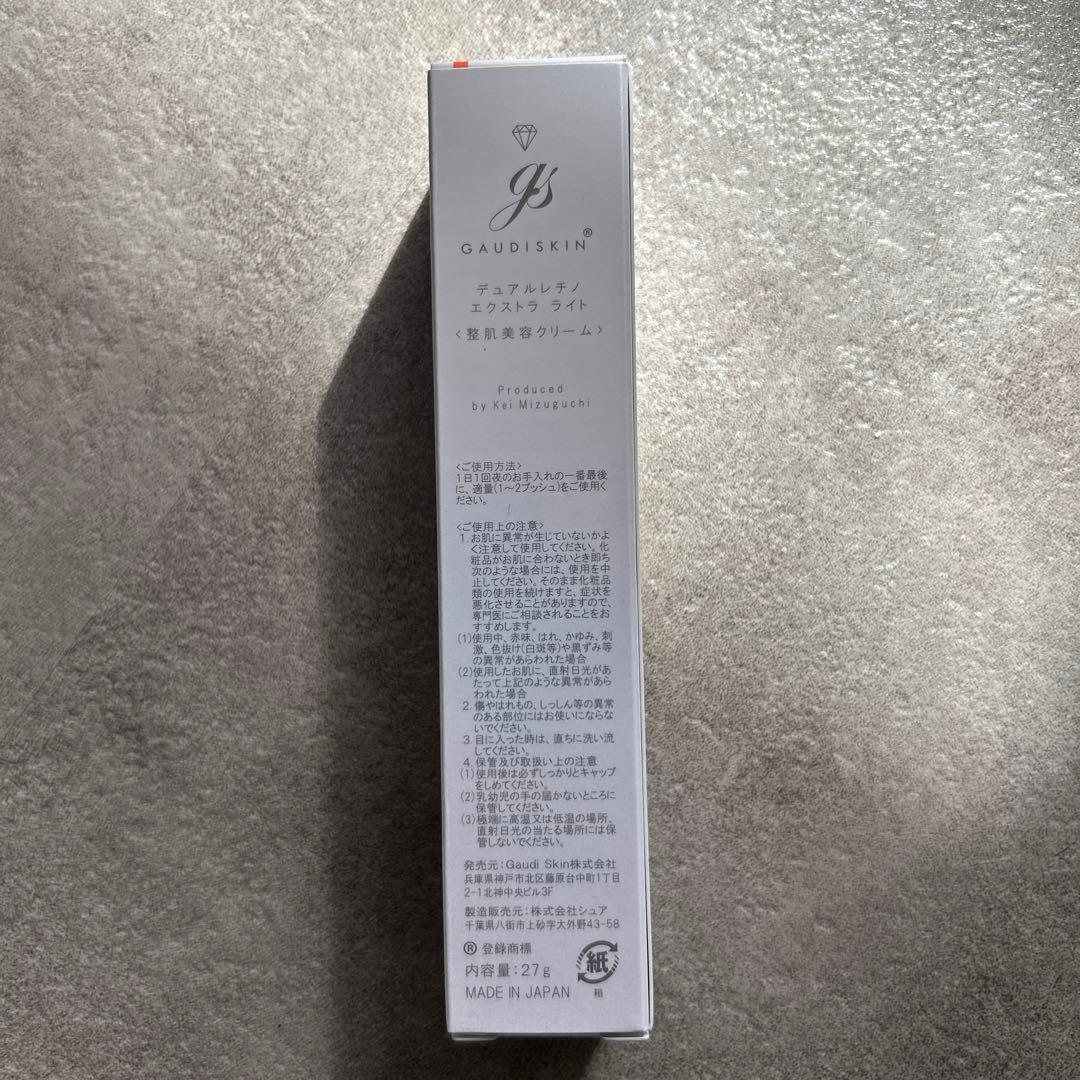 gs
GAUDISKIN®
デュアルレチノ
エクストラ ライト
<整肌美容クリーム>
Produced
by Kei Mizuguchi
<ご使用方法>
1日1回夜のお手入れの一番最後
に、適量(1～2プッシュ)をご使用く
ださい。
<ご使用上の注意>
1. お肌に異常が生じていないかよ
く注意して使用してください。化
粧品がお肌に合わないとき即ち
次のような場合には、使用を中
止してください。そのまま化粧品
類の使用を続けますと、症状を
悪化させることがありますので、
専門医にご相談されることをお
すすめします。
(1)使用中、赤味、はれ、かゆみ、刺
激、色抜け(白斑等)や黒ずみ等
の異常があらわれた場合
(2)使用したお肌に、直射日光があ
たって上記のような異常があら
われた場合
2. 傷やはれもの、しっしん等の異常
のある部位にはお使いにならな
いでください。
3. 目に入った時は、直ちに洗い流
してください。
4. 保管及び取扱い上の注意
(1)使用後は必ずしっかりとキャップ
をしめてください。
(2)乳幼児の手の届かないところに
保管してください。
(3)極端に高温又は低温の場所、
直射日光の当たる場所には保
管しないでください。
発売元：Gaudi Skin株式会社
兵庫県神戸市北区藤原台中町1丁目
2-1北神中央ビル3F
製造販売元：株式会社シュア
千葉県八街市上砂字大外野43-58
®登録商標
内容量：27g
MADE IN JAPAN
紙
箱